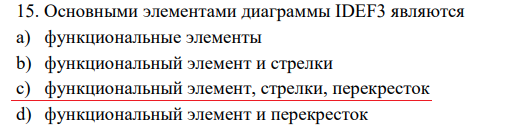 15. Основными элементами диаграммы IDEF3 являются
a) функциональные элементы
b) функциональный элемент и стрелки
c) функциональный элемент, стрелки, перекресток
d) функциональный элемент и перекресток